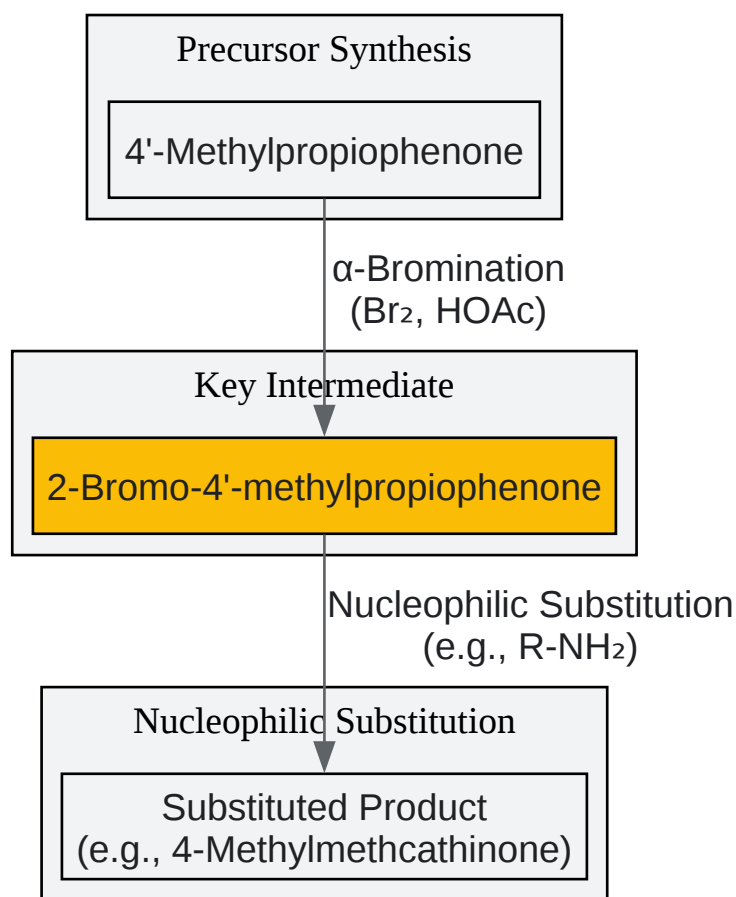 Precursor Synthesis
4'-Methylpropiophenone
α-Bromination
(Br₂, HOAc)
Key Intermediate
2-Bromo-4'-methylpropiophenone
Nucleophilic Substitution
(e.g., R-NH₂)
Nucleophilic Substitution
Substituted Product
(e.g., 4-Methylmethcathinone)